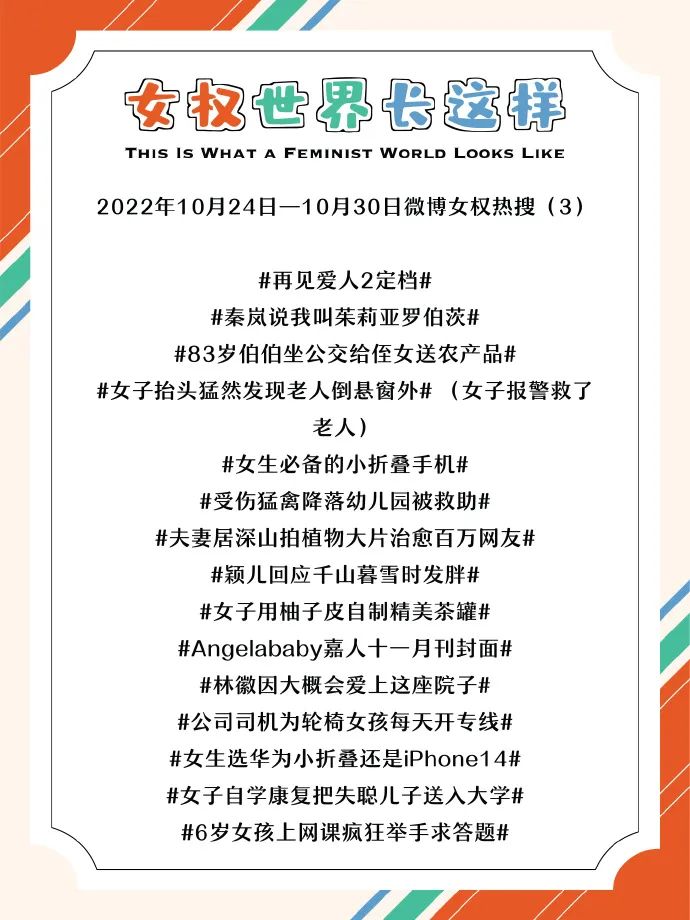 女权世界长这样
THIS IS WHAT A FEMINIST WORLD LOOKS LIKE
2022年10月24日—10月30日微博女权热搜（3）
#再见爱人2定档#
#秦岚说我叫茱莉亚罗伯茨#
#83岁伯伯坐公交给侄女送农产品#
#女子抬头猛然发现老人倒悬窗外# （女子报警救了
老人）
#女生必备的小折叠手机#
#受伤猛禽降落幼儿园被救助#
#夫妻居深山拍植物大片治愈百万网友#
#颖儿回应千山暮雪时发胖#
#女子用柚子皮自制精美茶罐#
#Angelababy嘉人十一月刊封面#
#林徽因大概会爱上这座院子#
#公司司机为轮椅女孩每天开专线#
#女生选华为小折叠还是iPhone14#
#女子自学康复把失聪儿子送入大学#
#6岁女孩上网课疯狂举手求答题#